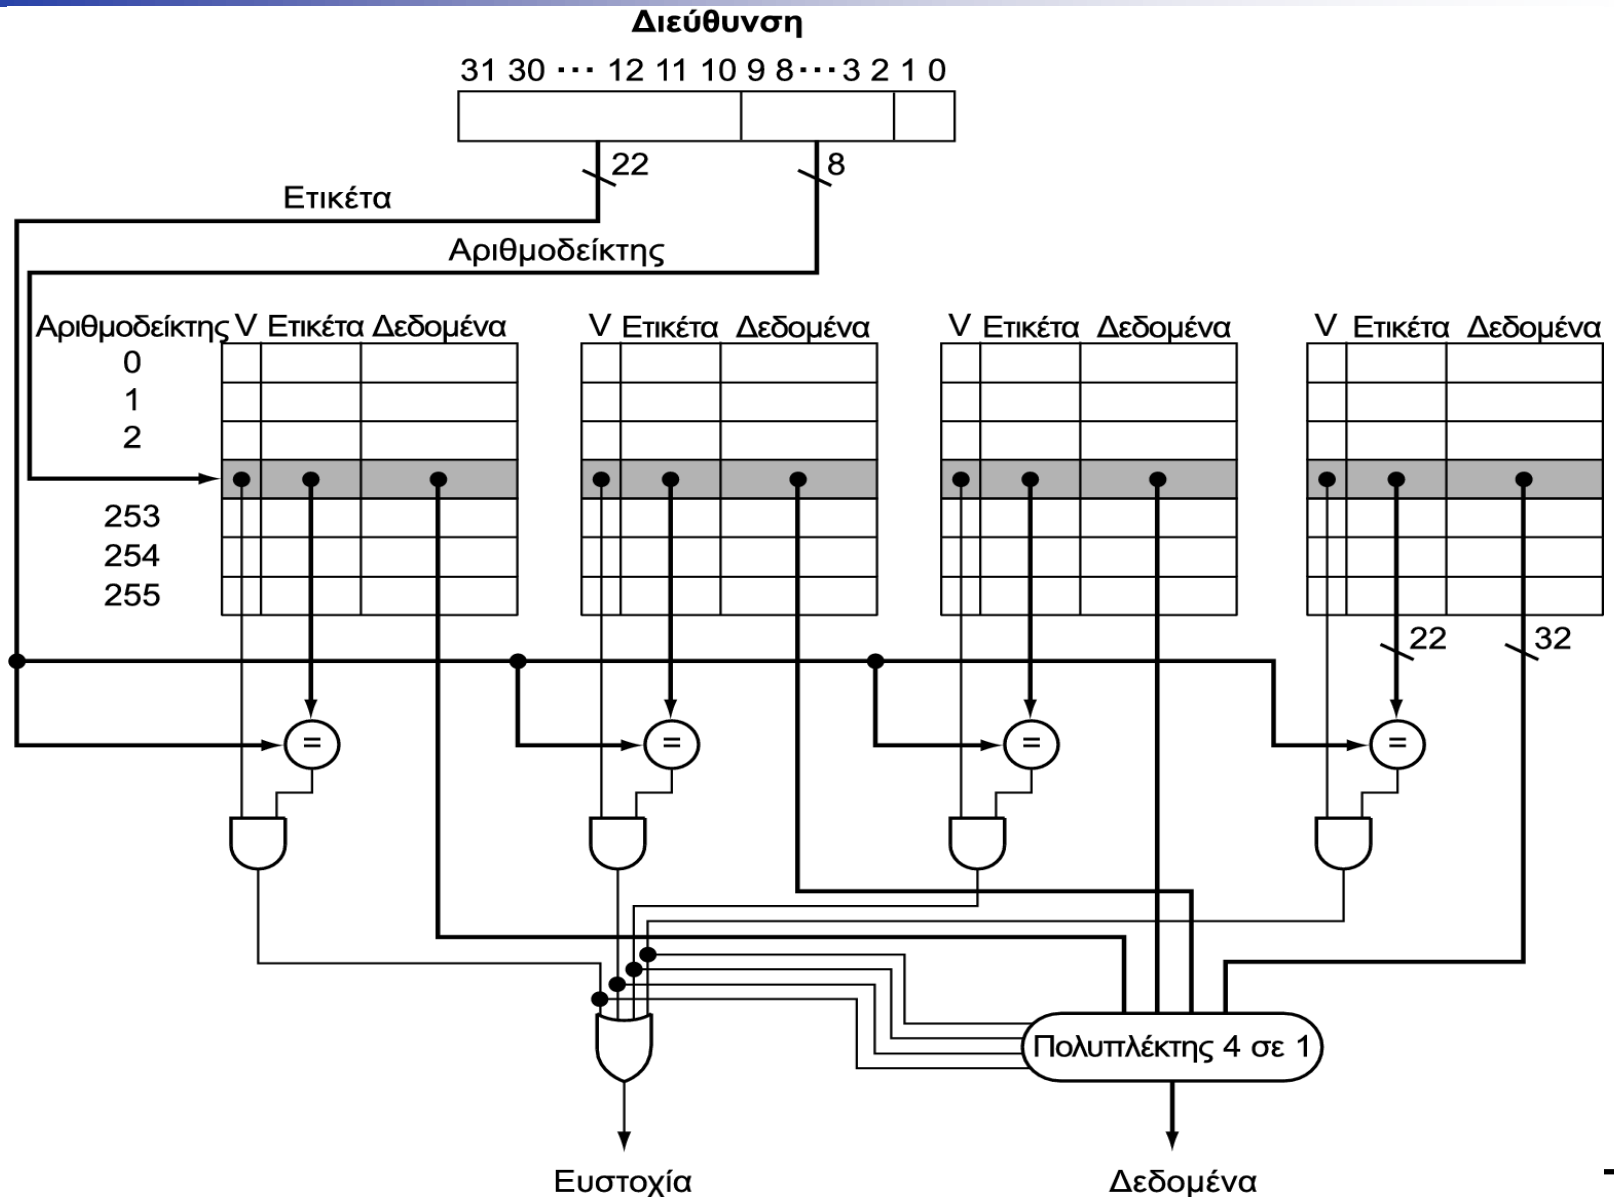 Διεύθυνση
31 30 ··· 12 11 10 9 8 ··· 3 2 1 0
22
8
Ετικέτα
Αριθμοδείκτης
Αριθμοδείκτης V Ετικέτα Δεδομένα V Ετικέτα Δεδομένα V Ετικέτα Δεδομένα V Ετικέτα Δεδομένα
0
1
2
253
254
255
22
32
= = = =
Πολυπλέκτης 4 σε 1
Ευστοχία
Δεδομένα